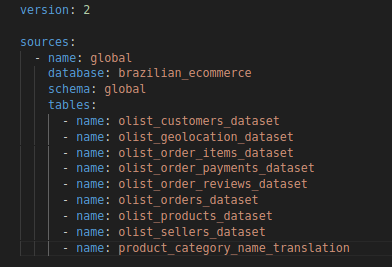 version: 2

sources:
  - name: global
    database: brazilian_ecommerce
    schema: global
    tables:
      - name: olist_customers_dataset
      - name: olist_geolocation_dataset
      - name: olist_order_items_dataset
      - name: olist_order_payments_dataset
      - name: olist_order_reviews_dataset
      - name: olist_orders_dataset
      - name: olist_products_dataset
      - name: olist_sellers_dataset
      - name: product_category_name_translation